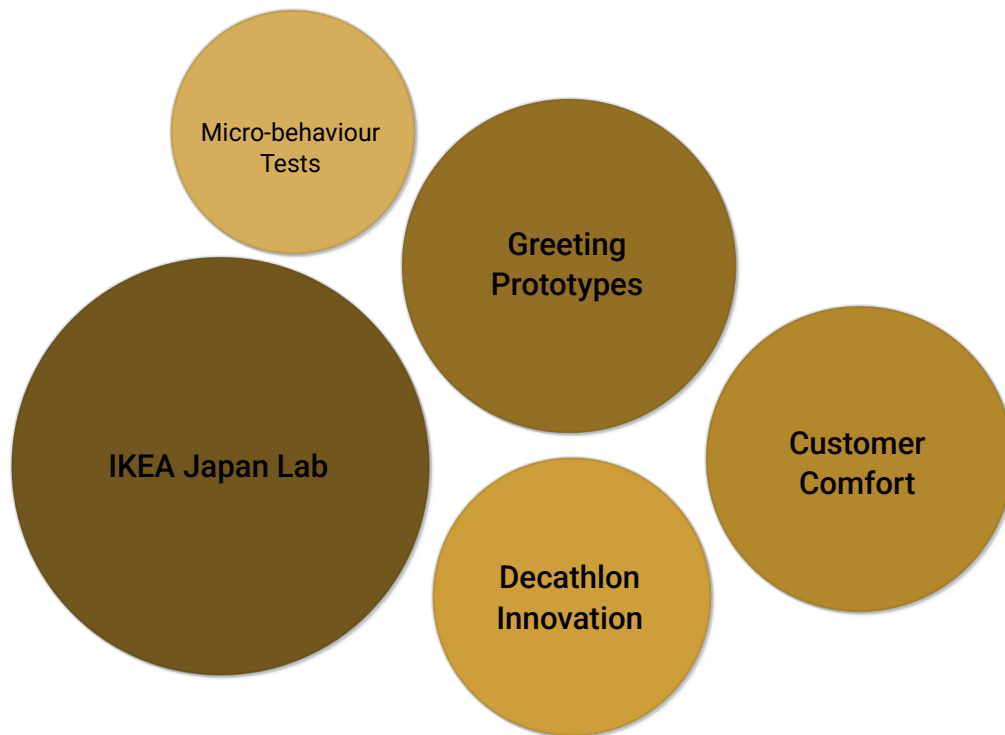 Micro-behaviour
Tests
Greeting
Prototypes
IKEA Japan Lab
Customer
Comfort
Decathlon
Innovation